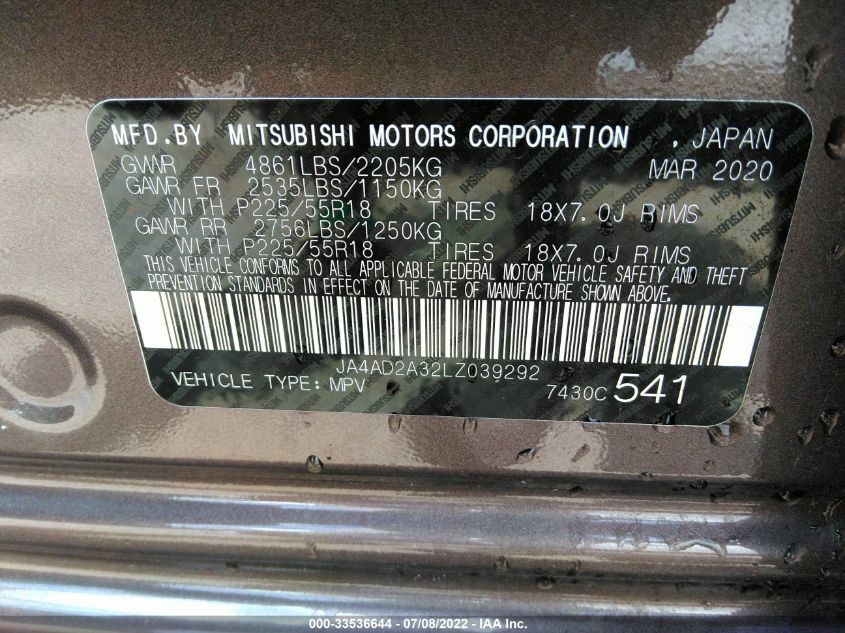 MFD.BY MITSUBISHI MOTORS CORPORATION , JAPAN
GVWR 4861LBS/2205KG MAR 2020
GAWR FR 2535LBS/1150KG
WITH P225/55R18 TIRES 18X7.0J RIMS
GAWR RR 2756LBS/1250KG
WITH P225/55R18 TIRES 18X7.0J RIMS
THIS VEHICLE CONFORMS TO ALL APPLICABLE FEDERAL MOTOR VEHICLE SAFETY AND THEFT
PREVENTION STANDARDS IN EFFECT ON THE DATE OF MANUFACTURE SHOWN ABOVE.
JA4AD2A32LZ039292
VEHICLE TYPE: MPV 7430C 541
000-33536644 / 07/08/2022 - IAAI.com